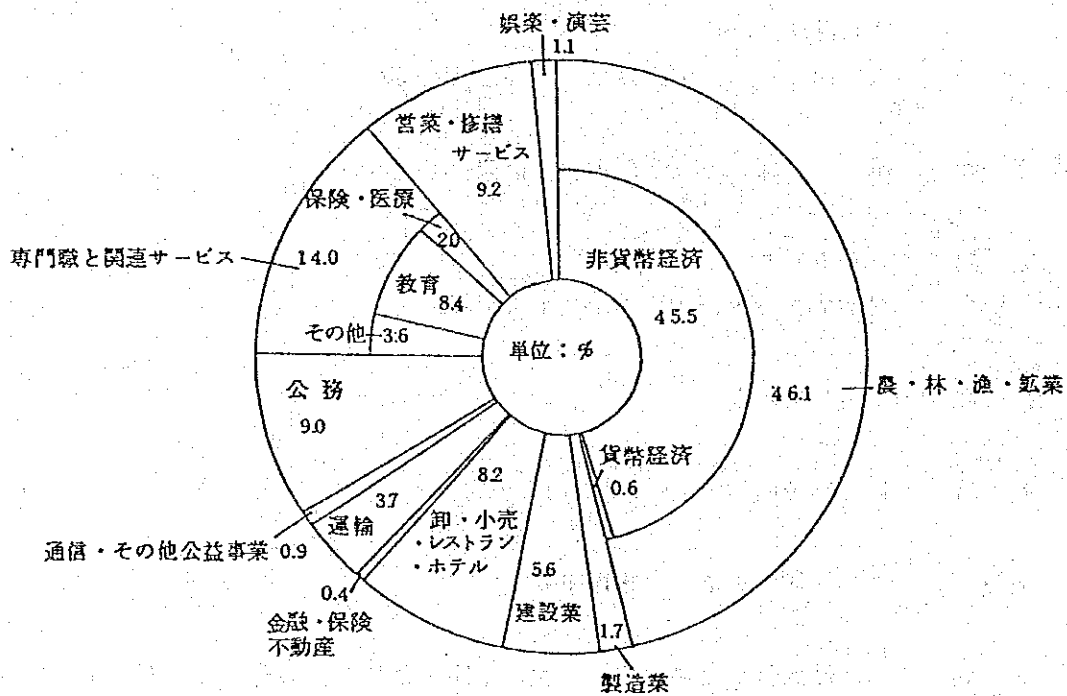 娯楽・演芸
1.1
営業・修繕
サービス
9.2
保険・医療
2.0
専門職と関連サービス
14.0
教育
8.4
その他
3.6
公務
9.0
単位:%
非貨幣経済
45.5
46.1
農・林・漁・鉱業
貨幣経済
0.6
8.2
卸・小売
・レストラン
・ホテル
3.7
運輸
通信・その他公益事業 0.9
0.4
金融・保険
不動産
5.6
建設業
1.7
製造業